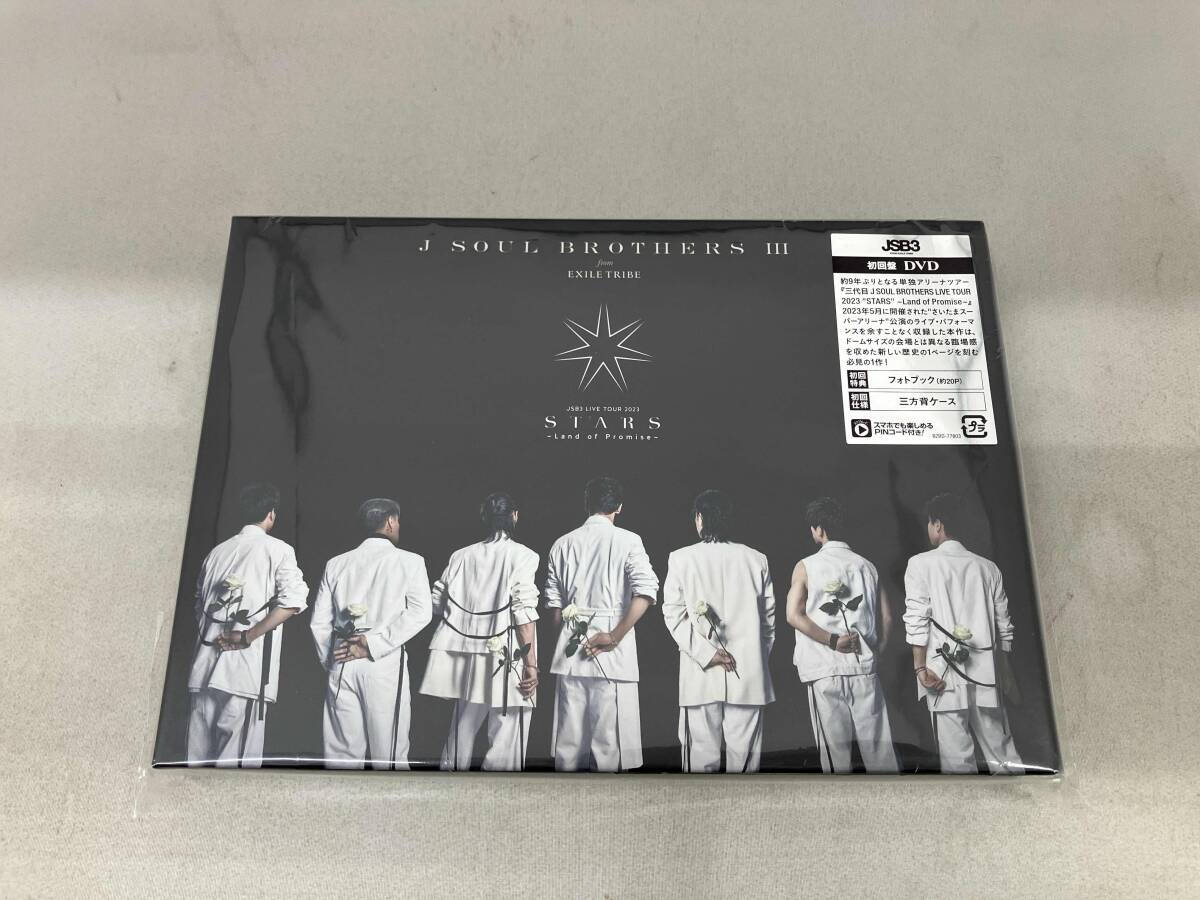 J SOUL BROTHERS III
from
EXILE TRIBE
JSB3 LIVE TOUR 2023
STARS
~Land of Promise~
JSB3
初回盤 DVD
約9年ぶりとなる単独アリーナツアー
『三代目 J SOUL BROTHERS LIVE TOUR
2023 "STARS" ~Land of Promise~』
2023年5月に開催された"さいたまスー
パーアリーナ"公演のライブ・パフォーマ
ンスを余すことなく収録した本作は、
ドームサイズの会場とは異なる臨場感
を収めた新しい歴史の1ページを刻む
必見の1作!
初回特典 フォトブック(約20P)
初回仕様 三方背ケース
スマホでも楽しめる
PINコード付き!
プラ